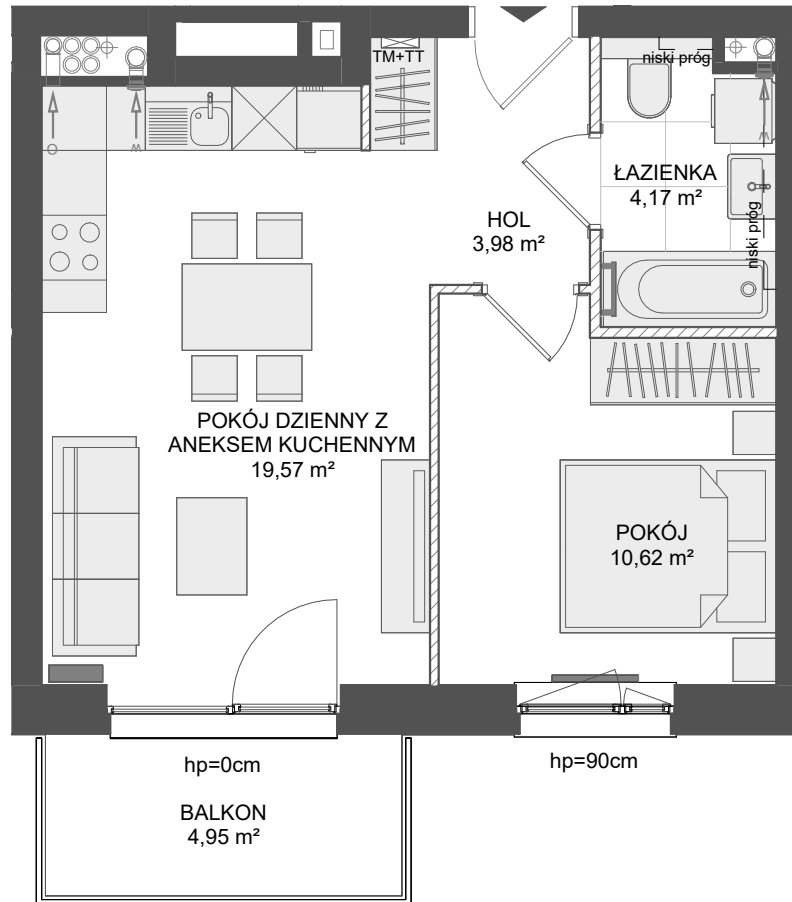 TM+TT
niski próg
O
W
W
ŁAZIENKA
4,17 m²
HOL
3,98 m²
niski próg
POKÓJ DZIENNY Z
ANEKSEM KUCHENNYM
19,57 m²
POKÓJ
10,62 m²
hp=0cm
hp=90cm
BALKON
4,95 m²